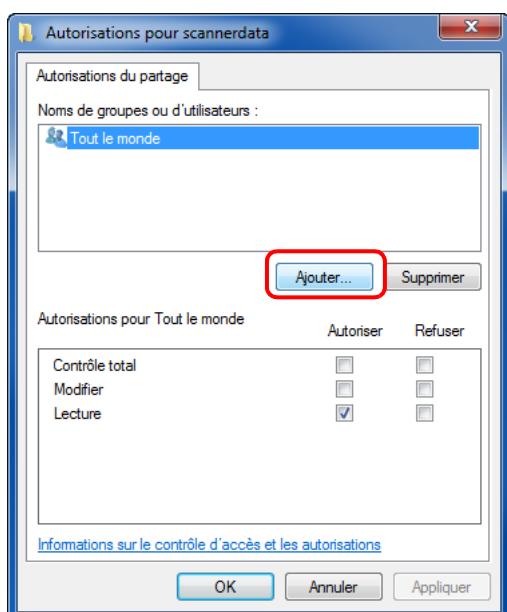 Autorisations pour scannerdata
Autorisations du partage
Noms de groupes ou d'utilisateurs :
Tout le monde
Ajouter... Supprimer
Autorisations pour Tout le monde Autoriser Refuser
Contrôle total
Modifier
Lecture
Informations sur le contrôle d'accès et les autorisations
OK Annuler Appliquer